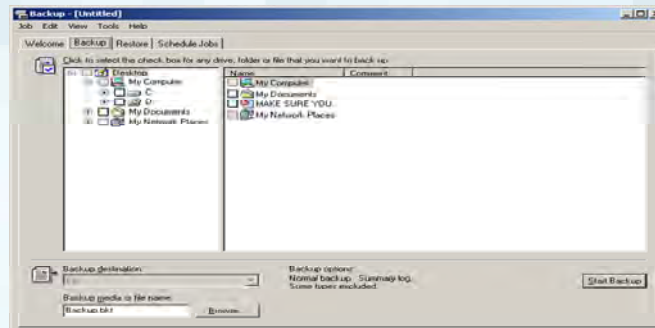 Backup - [Untitled]
Job Edit View Tools Help
Welcome Backup Restore Schedule Jobs
Click to select the check box for any drive, folder or file that you want to back up.
Desktop
My Computer
C:
D:
My Documents
My Network Places
Name Comment
My Computer
My Documents
MAKE SURE YOU...
My Network Places
Backup destination:
File
Backup media or file name:
Backup.bkf
Browse...
Backup options:
Normal backup. Summary log.
Some types excluded.
Start Backup